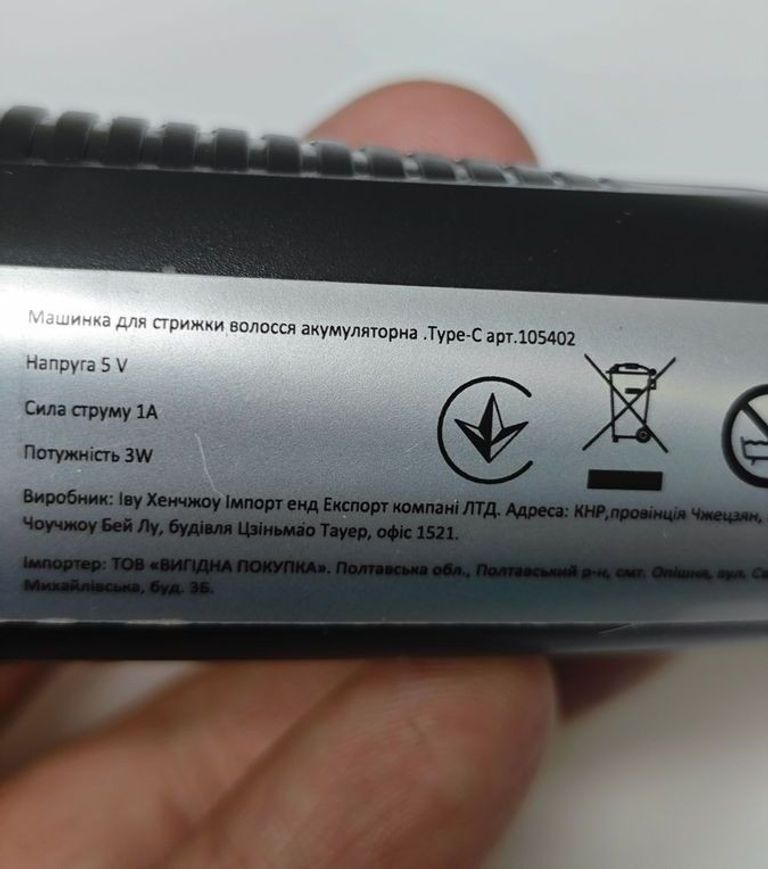 Машинка для стрижки волосся акумуляторна .Type-C арт.105402
Напруга 5 V
Сила струму 1А
Потужність 3W
Виробник: Іву Хенчжоу Імпорт енд Експорт компані ЛТД. Адреса: КНР,провінція Чжецзян,
Чоучжоу Бей Лу, будівля Цзіньмао Тауер, офіс 1521.
Імпортер: ТОВ «ВИГІДНА ПОКУПКА». Полтавська обл., Полтавський р-н, смт. Опішня, вул.
Михайлівська, буд. 3Б.